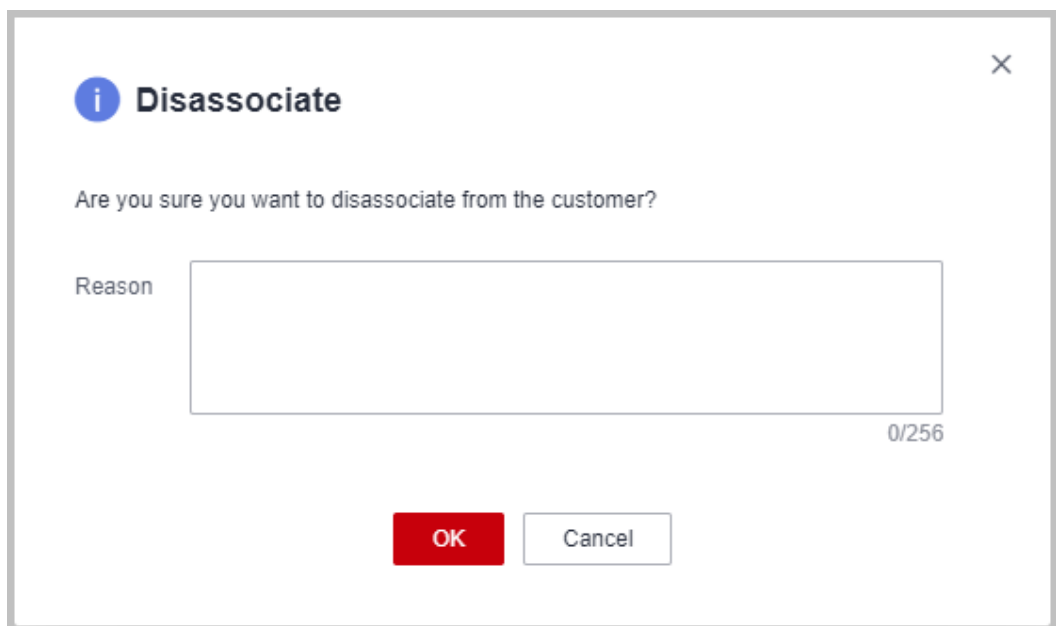 Disassociate
Are you sure you want to disassociate from the customer?
Reason
0/256
OK
Cancel